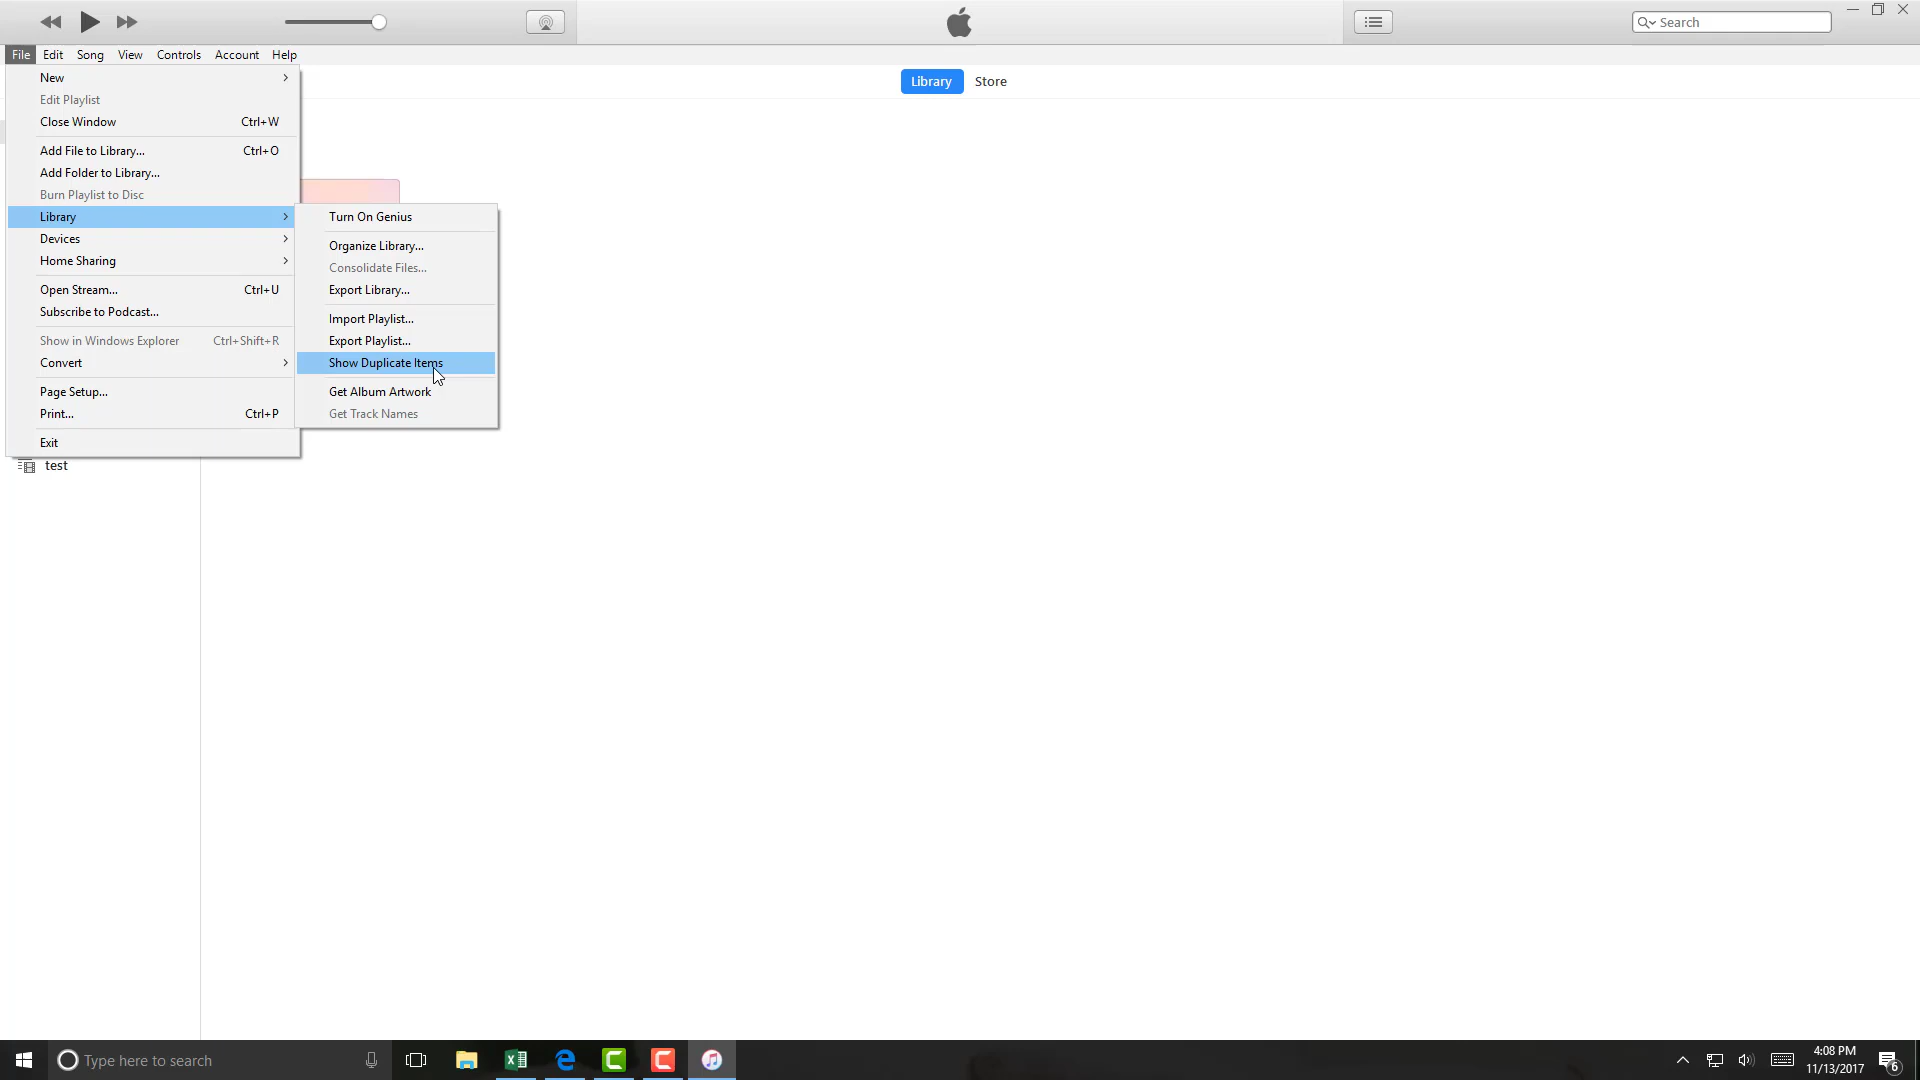 Search
File Edit Song View Controls Account Help
Library Store
New
Edit Playlist
Close Window Ctrl+W
Add File to Library... Ctrl+O
Add Folder to Library...
Burn Playlist to Disc
Library
Devices
Home Sharing
Open Stream... Ctrl+U
Subscribe to Podcast...
Show in Windows Explorer Ctrl+Shift+R
Convert
Page Setup...
Print... Ctrl+P
Exit
Turn On Genius
Organize Library...
Consolidate Files...
Export Library...
Import Playlist...
Export Playlist...
Show Duplicate Items
Get Album Artwork
Get Track Names
test
Type here to search
4:08 PM
11/13/2017
6